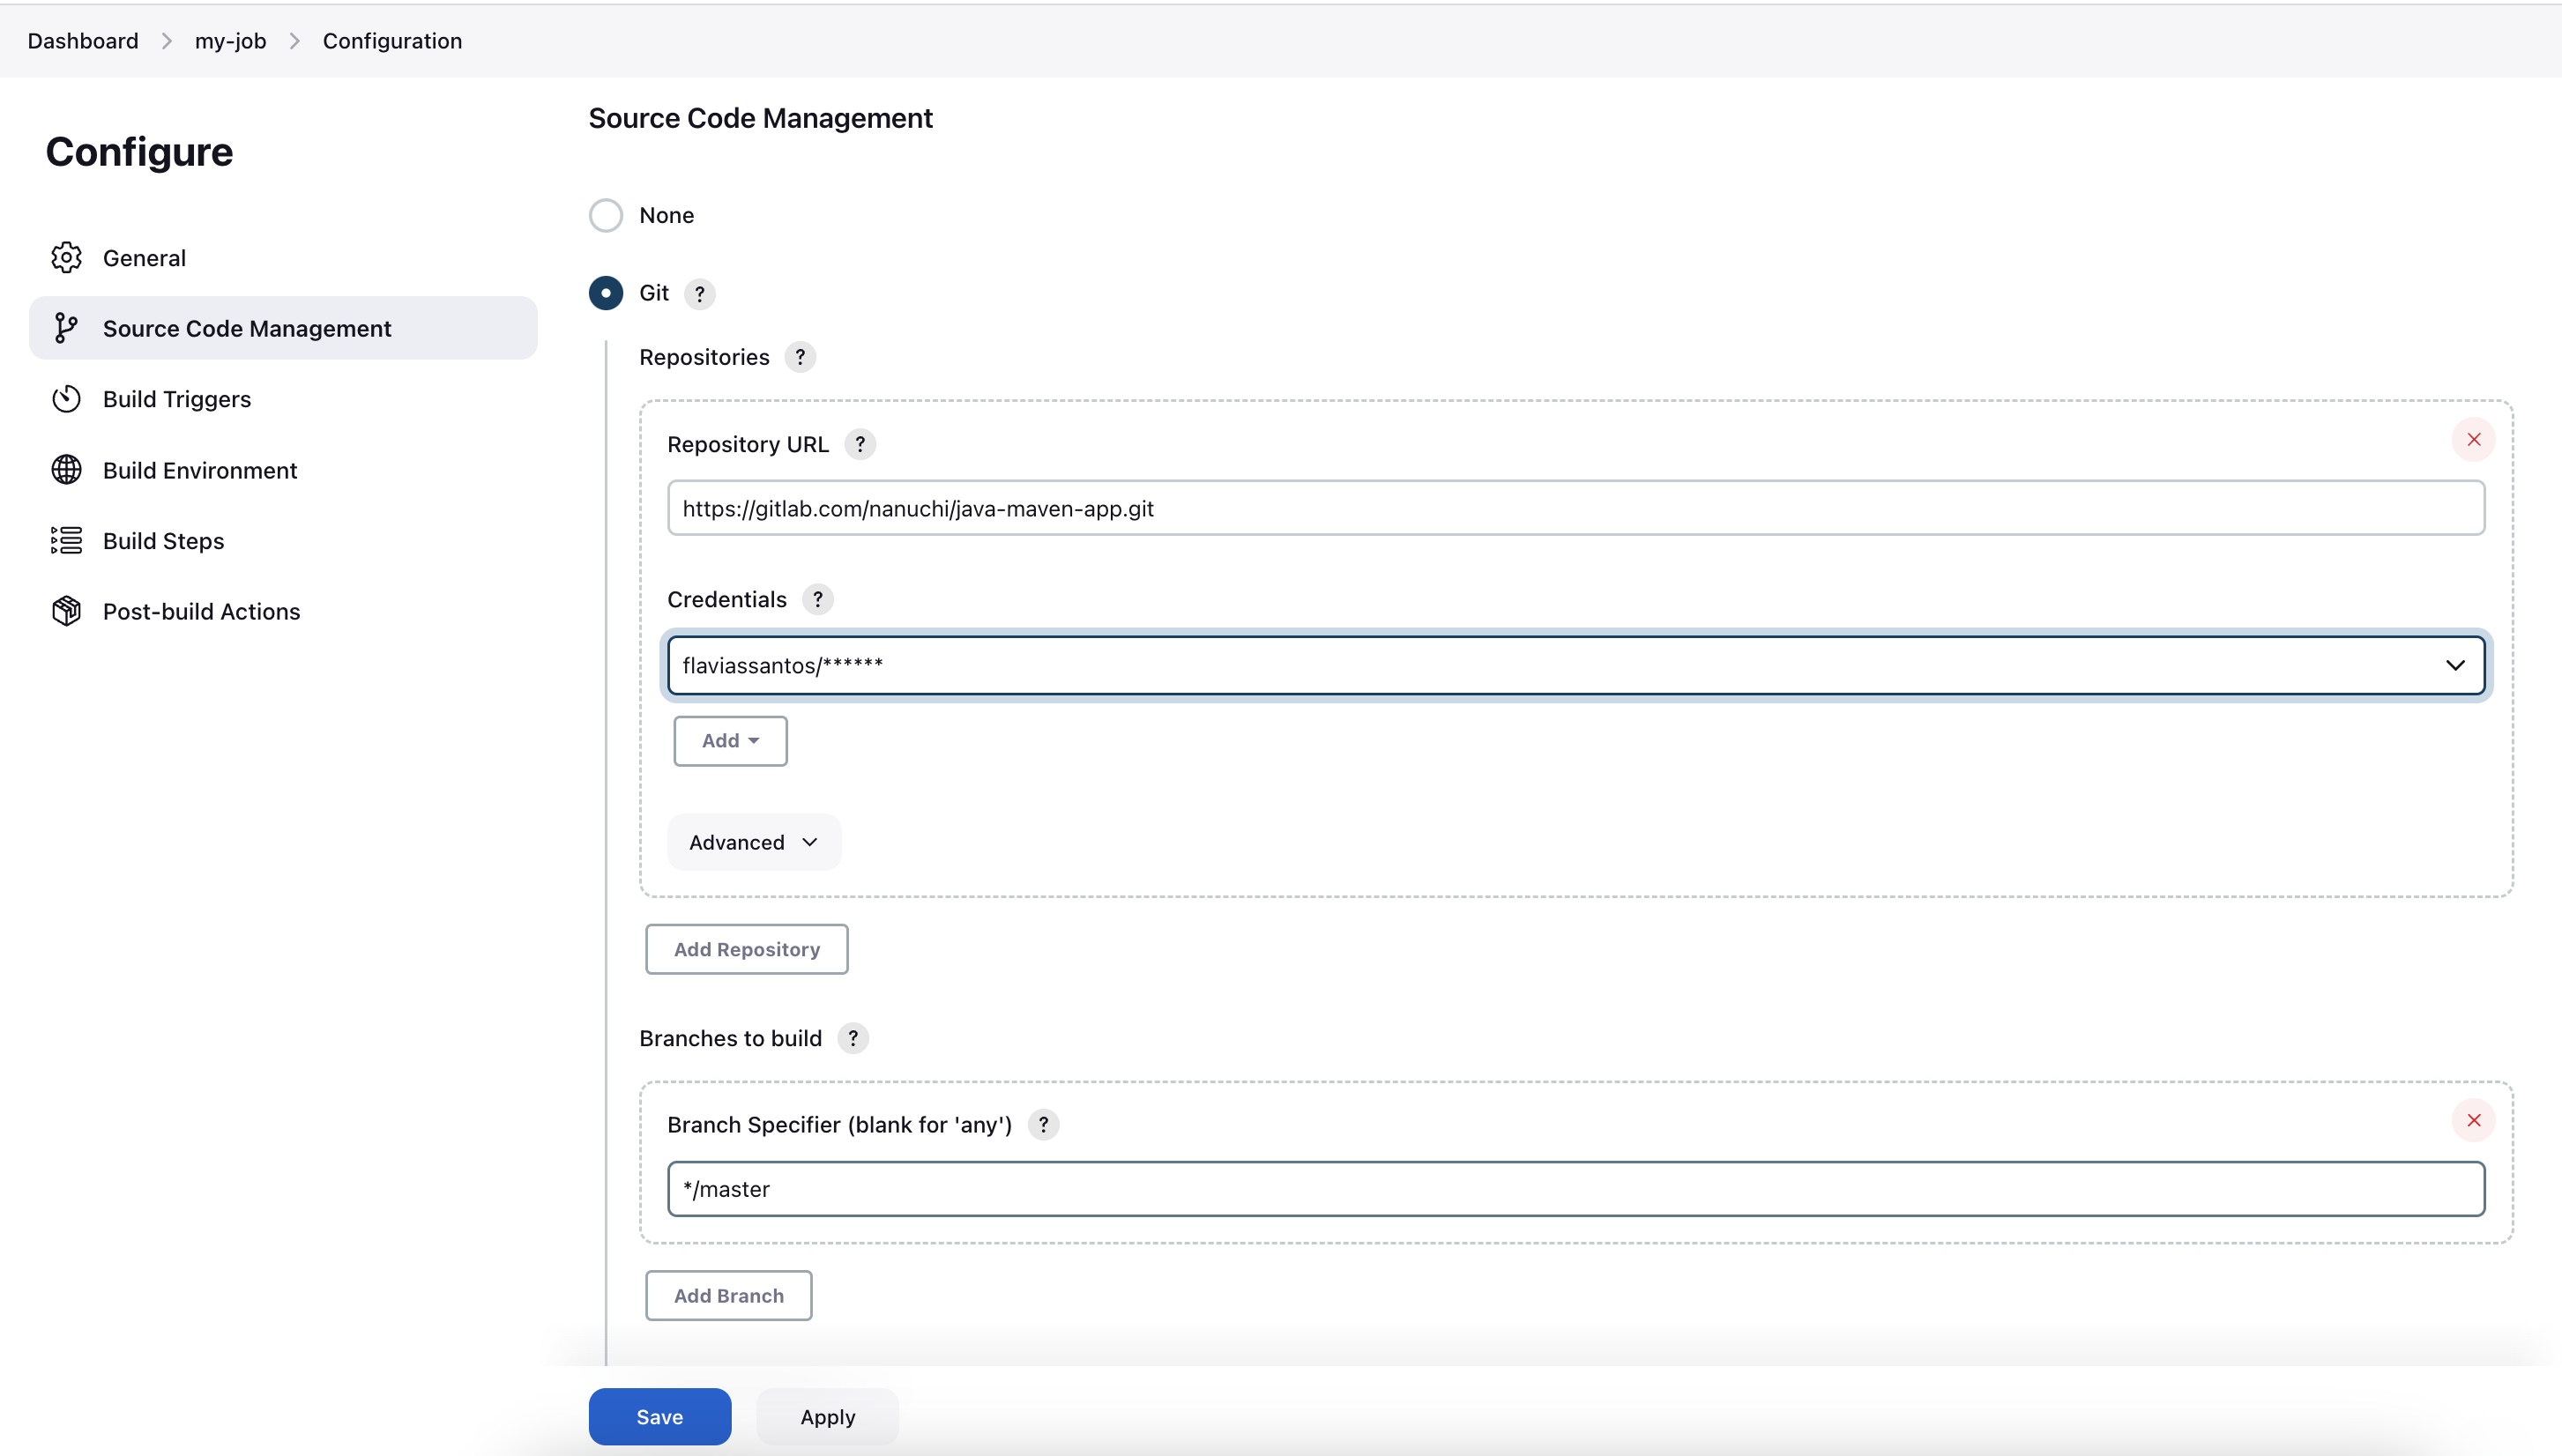 Dashboard > my-job > Configuration
Configure
General
Source Code Management
Build Triggers
Build Environment
Build Steps
Post-build Actions
Source Code Management
None
Git ?
Repositories ?
Repository URL ?
https://gitlab.com/nanuchi/java-maven-app.git
Credentials ?
flaviassantos/******
Add
Advanced
Add Repository
Branches to build ?
Branch Specifier (blank for 'any') ?
*/master
Add Branch
Save
Apply